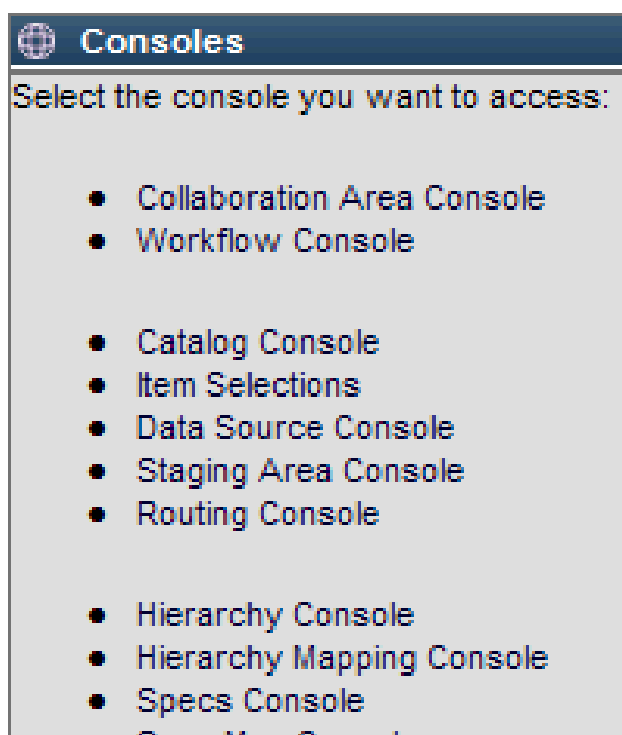 Consoles
Select the console you want to access:
Collaboration Area Console
Workflow Console
Catalog Console
Item Selections
Data Source Console
Staging Area Console
Routing Console
Hierarchy Console
Hierarchy Mapping Console
Specs Console